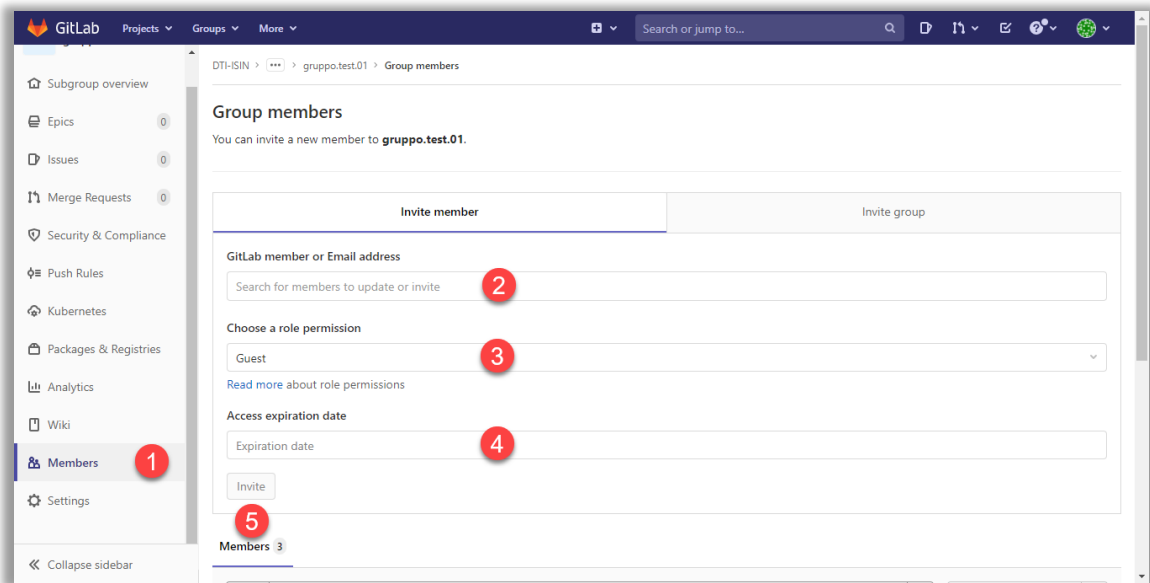 GitLab Projects Groups More Search or jump to...
Subgroup overview
Epics 0
Issues 0
Merge Requests 0
Security & Compliance
Push Rules
Kubernetes
Packages & Registries
Analytics
Wiki
Members 1
Settings
Collapse sidebar
DTI-ISIN > ... > gruppo.test.01 > Group members
Group members
You can invite a new member to gruppo.test.01.
Invite member Invite group
GitLab member or Email address
Search for members to update or invite 2
Choose a role permission
Guest 3
Read more about role permissions
Access expiration date
Expiration date 4
Invite
5
Members 3